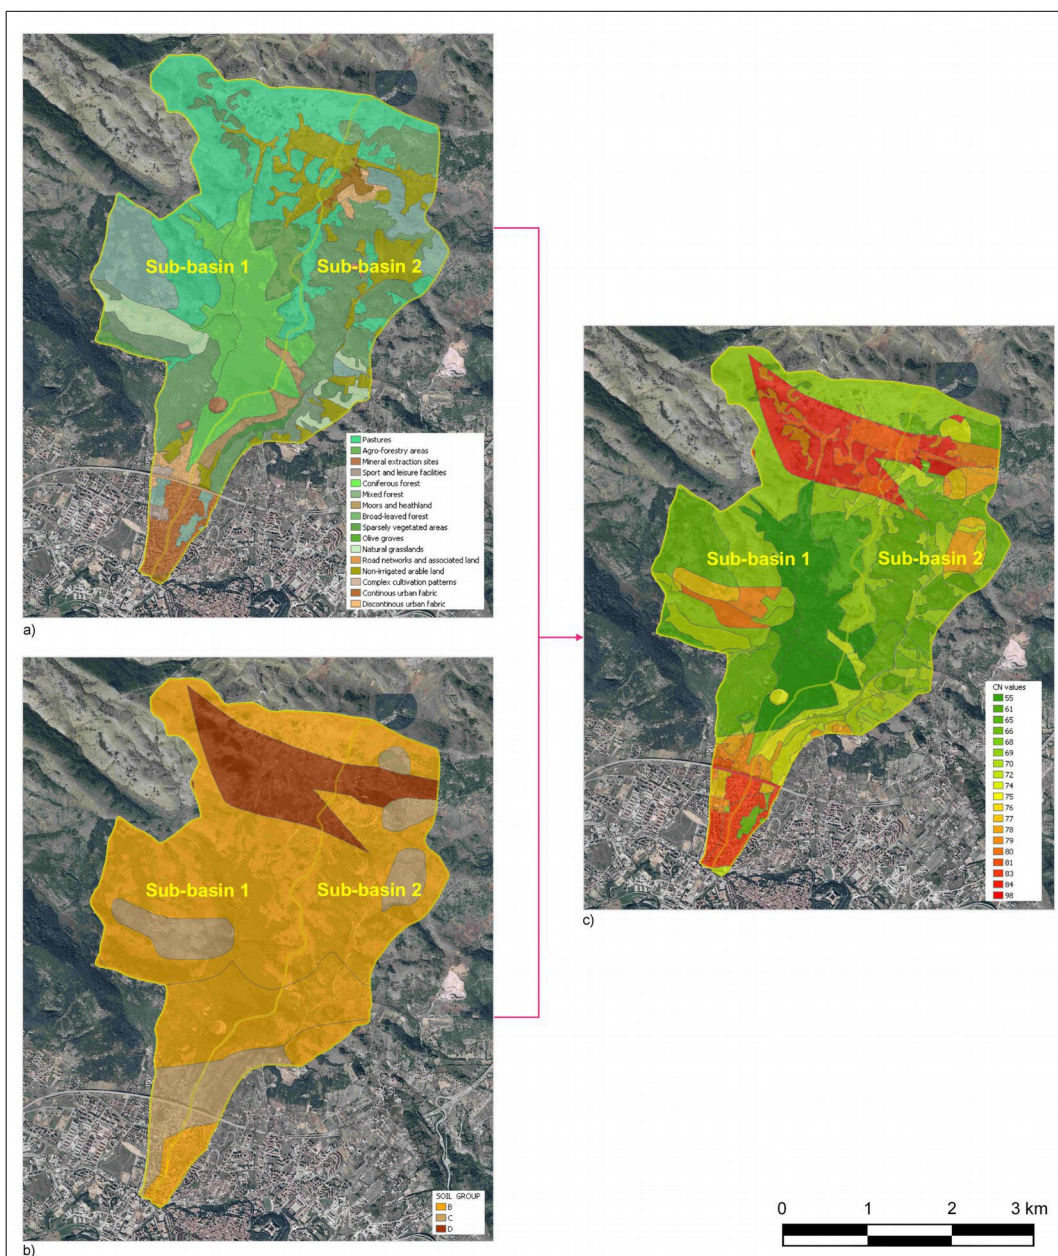 Sub-basin 1
Sub-basin 2
Pastures
Agro-forestry areas
Mineral extraction sites
Sport and leisure facilities
Coniferous forest
Mixed forest
Moors and heathland
Broad-leaved forest
Sparsely vegetated areas
Olive groves
Natural grasslands
Road networks and associated land
Non-irrigated arable land
Complex cultivation patterns
Continous urban fabric
Discontinous urban fabric
a)
Sub-basin 1
Sub-basin 2
SOIL GROUP
B
C
D
b)
Sub-basin 1
Sub-basin 2
CN values
55
61
65
66
68
69
70
72
74
75
76
77
78
79
80
81
83
84
98
c)
0 1 2 3 km